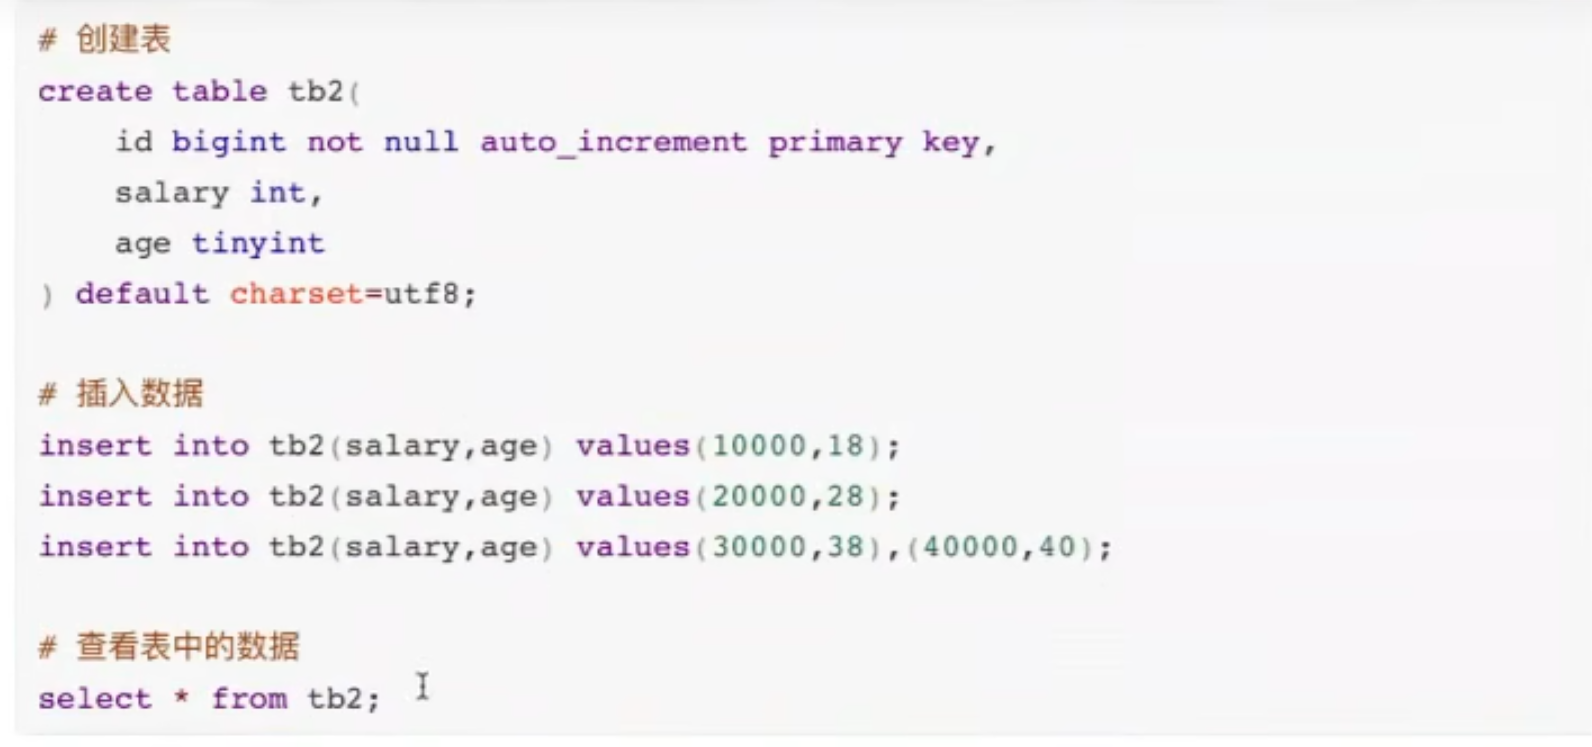 # 创建表
create table tb2(
    id bigint not null auto_increment primary key,
    salary int,
    age tinyint
) default charset=utf8;
# 插入数据
insert into tb2(salary,age) values(10000,18);
insert into tb2(salary,age) values(20000,28);
insert into tb2(salary,age) values(30000,38),(40000,40);
# 查看表中的数据
select * from tb2;